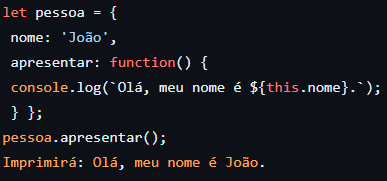 let pessoa = {
nome: 'João',
apresentar: function() {
console.log(`Olá, meu nome é ${this.nome}.`);
} };
pessoa.apresentar();
Imprimirá: Olá, meu nome é João.